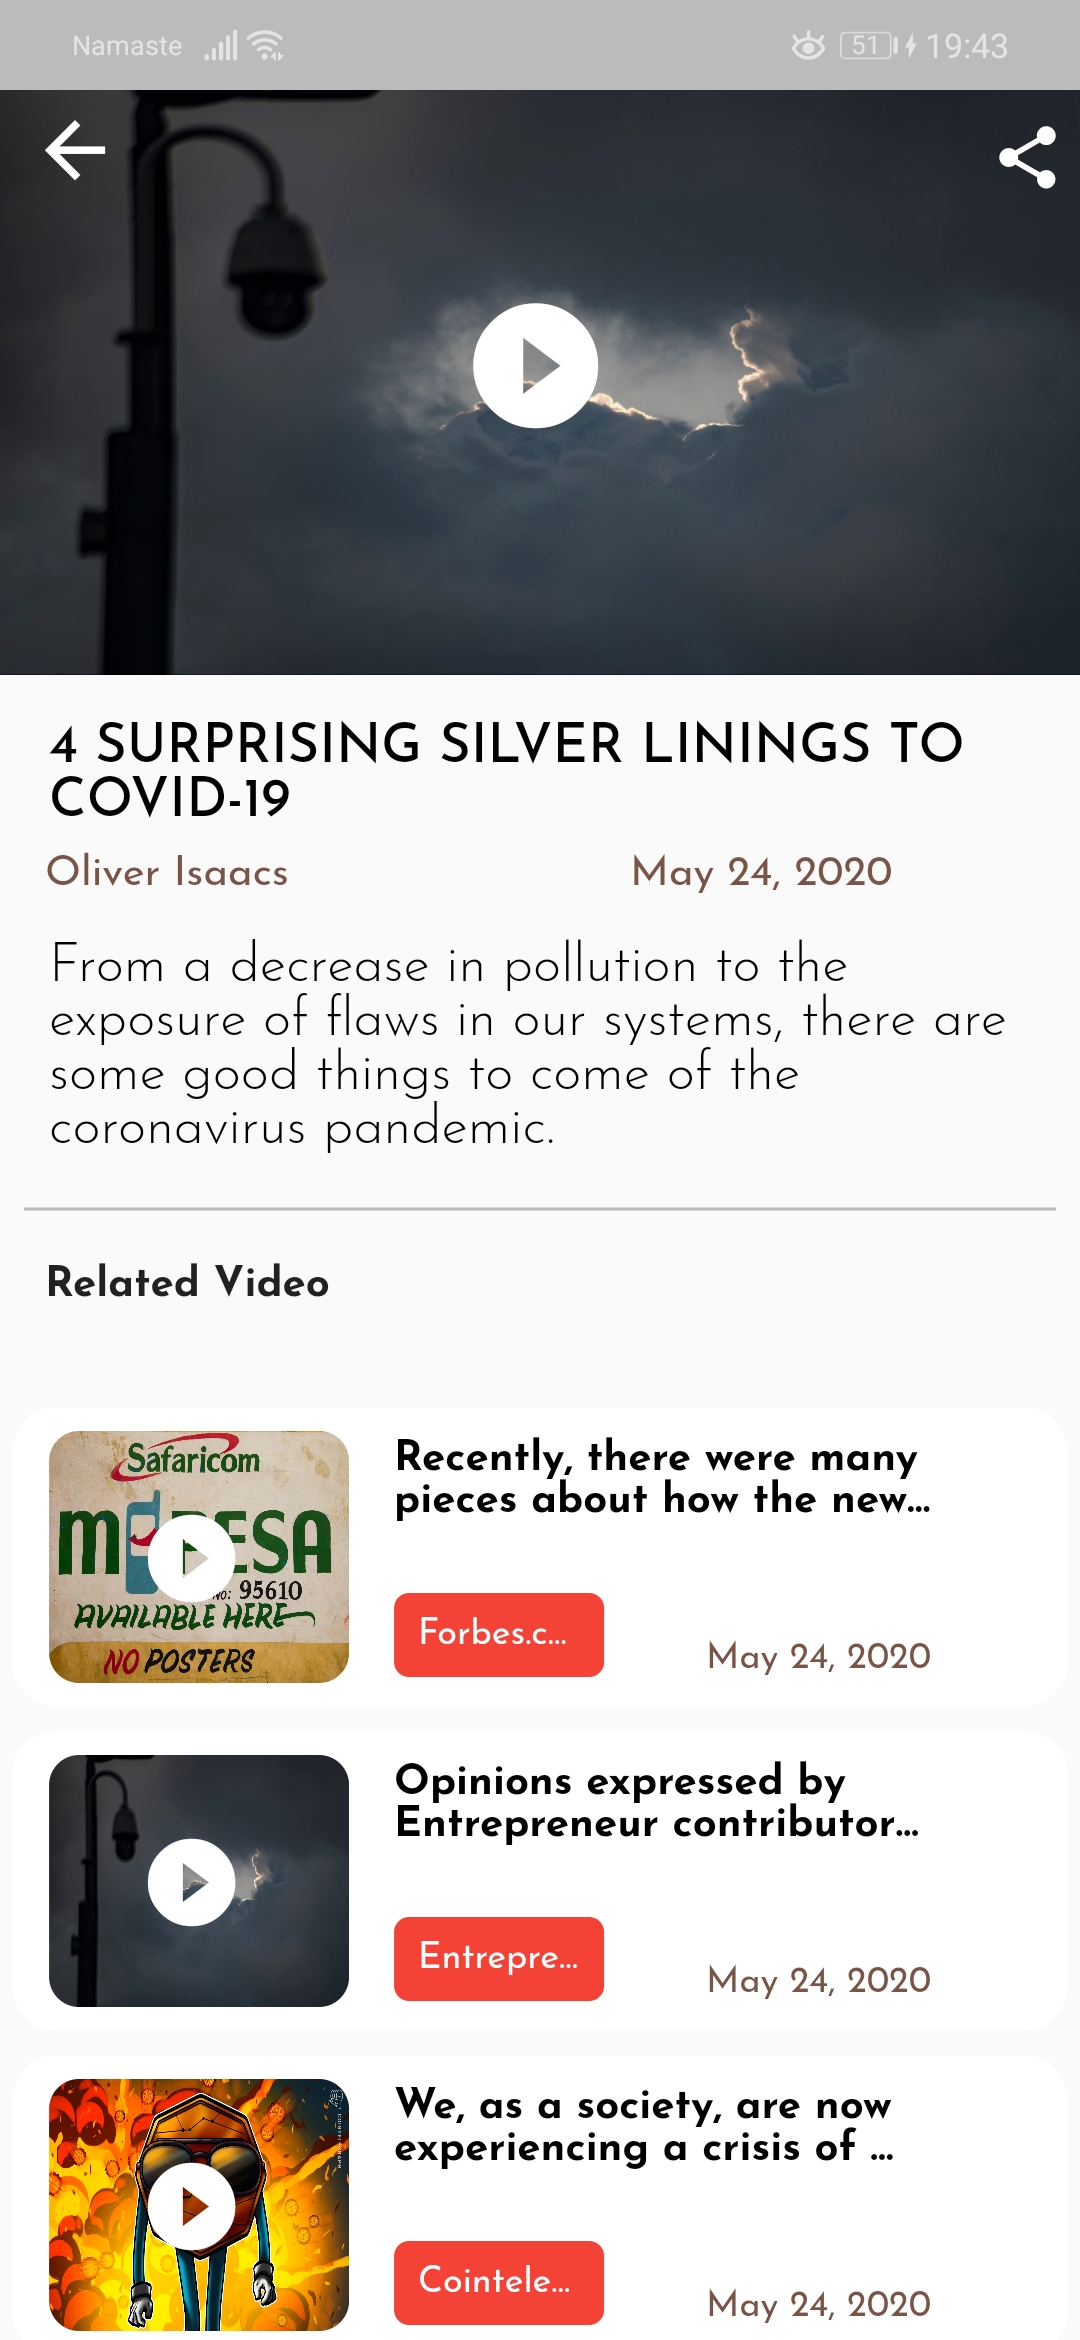 Namaste 51 19:43
4 SURPRISING SILVER LININGS TO
COVID-19
Oliver Isaacs May 24, 2020
From a decrease in pollution to the
exposure of flaws in our systems, there are
some good things to come of the
coronavirus pandemic.
Related Video
Safaricom
ESA
No: 95610
AVAILABLE HERE
NO POSTERS
Recently, there were many
pieces about how the new...
Forbes.c...
May 24, 2020
Opinions expressed by
Entrepreneur contributor...
Entrepre...
May 24, 2020
We, as a society, are now
experiencing a crisis of ...
Cointele...
May 24, 2020